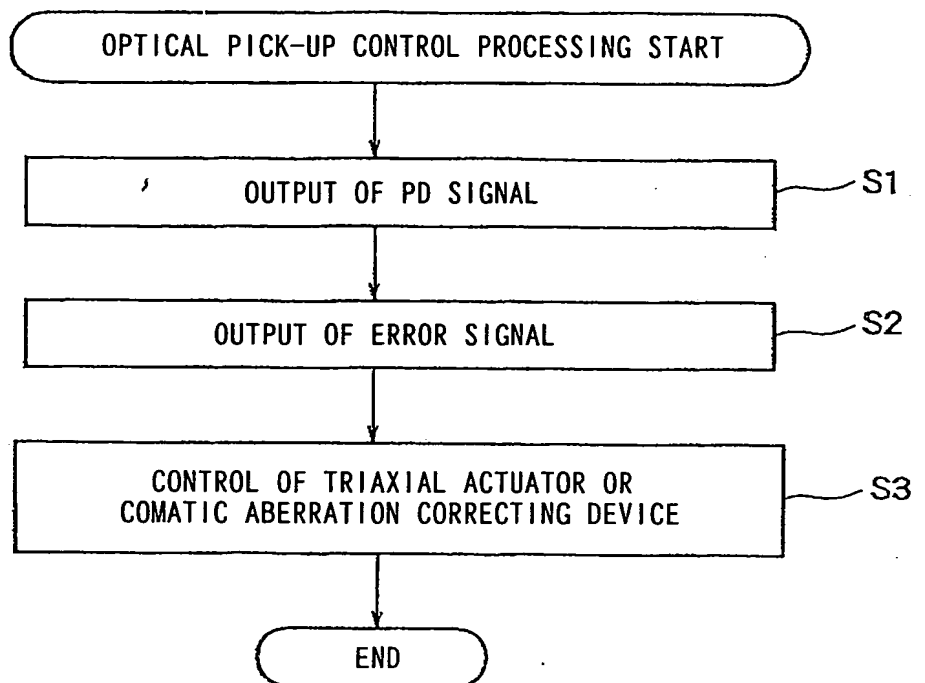 OPTICAL PICK-UP CONTROL PROCESSING START
OUTPUT OF PD SIGNAL
S1
OUTPUT OF ERROR SIGNAL
S2
CONTROL OF TRIAXIAL ACTUATOR OR
COMATIC ABERRATION CORRECTING DEVICE
S3
END